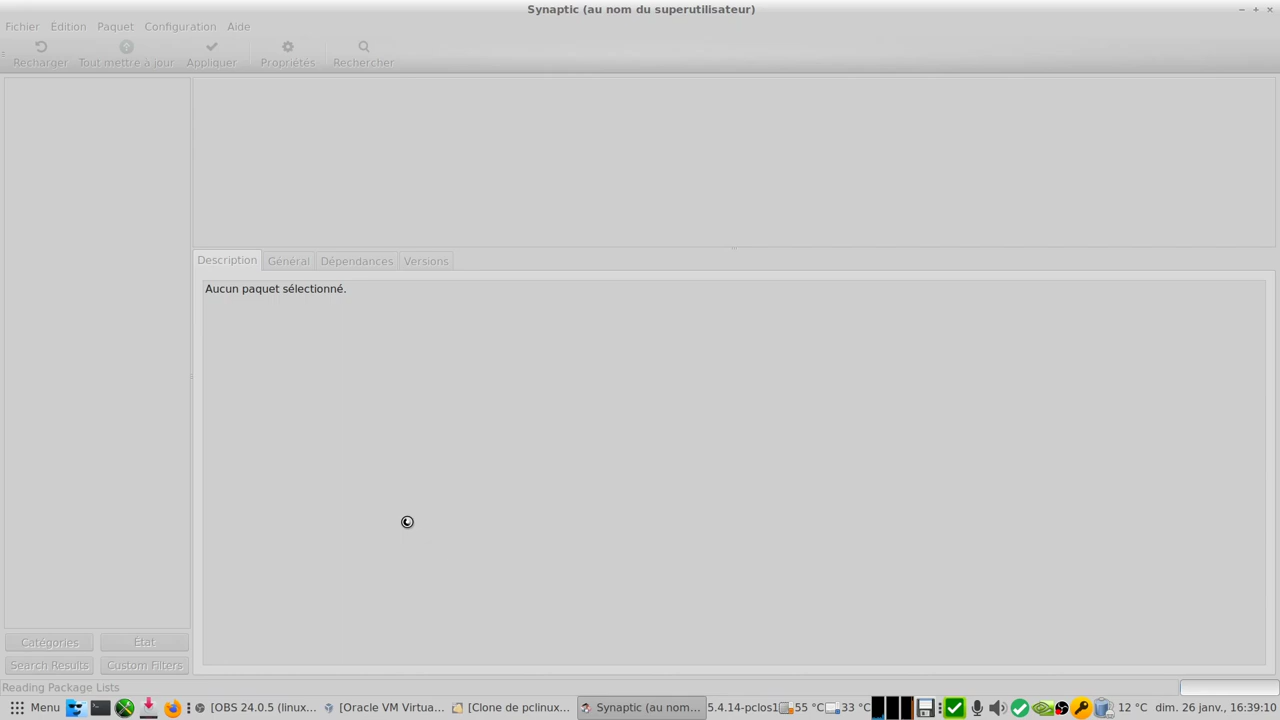 Synaptic (au nom du superutilisateur)
Fichier Édition Paquet Configuration Aide
Recharger Tout mettre à jour Appliquer Propriétés Rechercher
Description Général Dépendances Versions
Aucun paquet sélectionné.
Catégories État
Search Results Custom Filters
Reading Package Lists
Menu [OBS 24.0.5 (linux... [Oracle VM Virtua... [Clone de pclinux... Synaptic (au nom... 5.4.14-pclos1 55 °C 33 °C 12 °C dim. 26 janv., 16:39:10